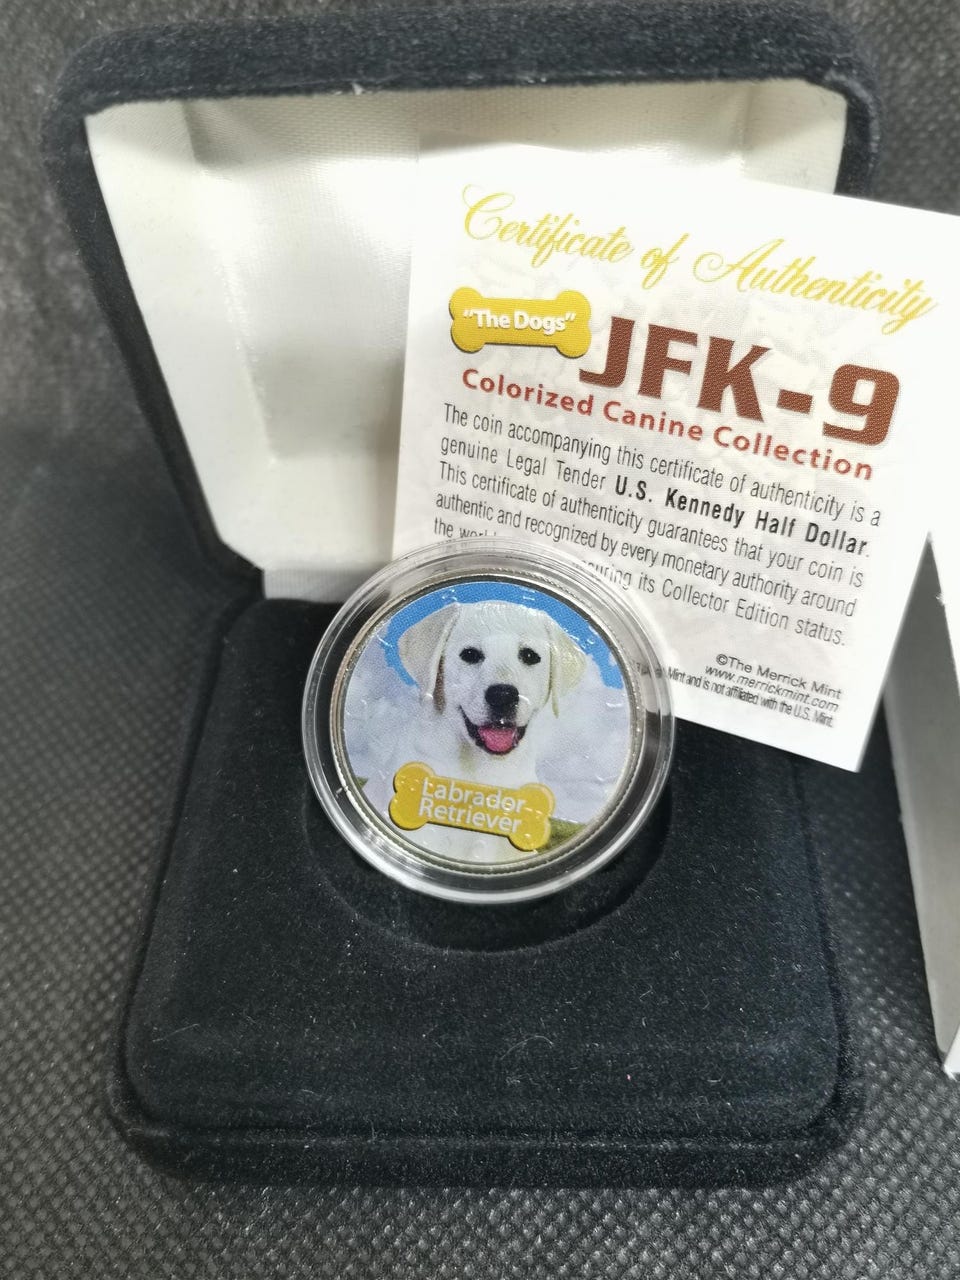 Certificate of Authenticity
"The Dogs"
JFK-9
Colorized Canine Collection
The coin accompanying this certificate of authenticity is a
genuine Legal Tender U.S. Kennedy Half Dollar.
This certificate of authenticity guarantees that your coin is
authentic and recognized by every monetary authority around
the its Collector Edition status.
©The Merrick Mint
www.merrickmint.com
Mint and is not affiliated with the U.S. Mint.
Labrador
Retriever